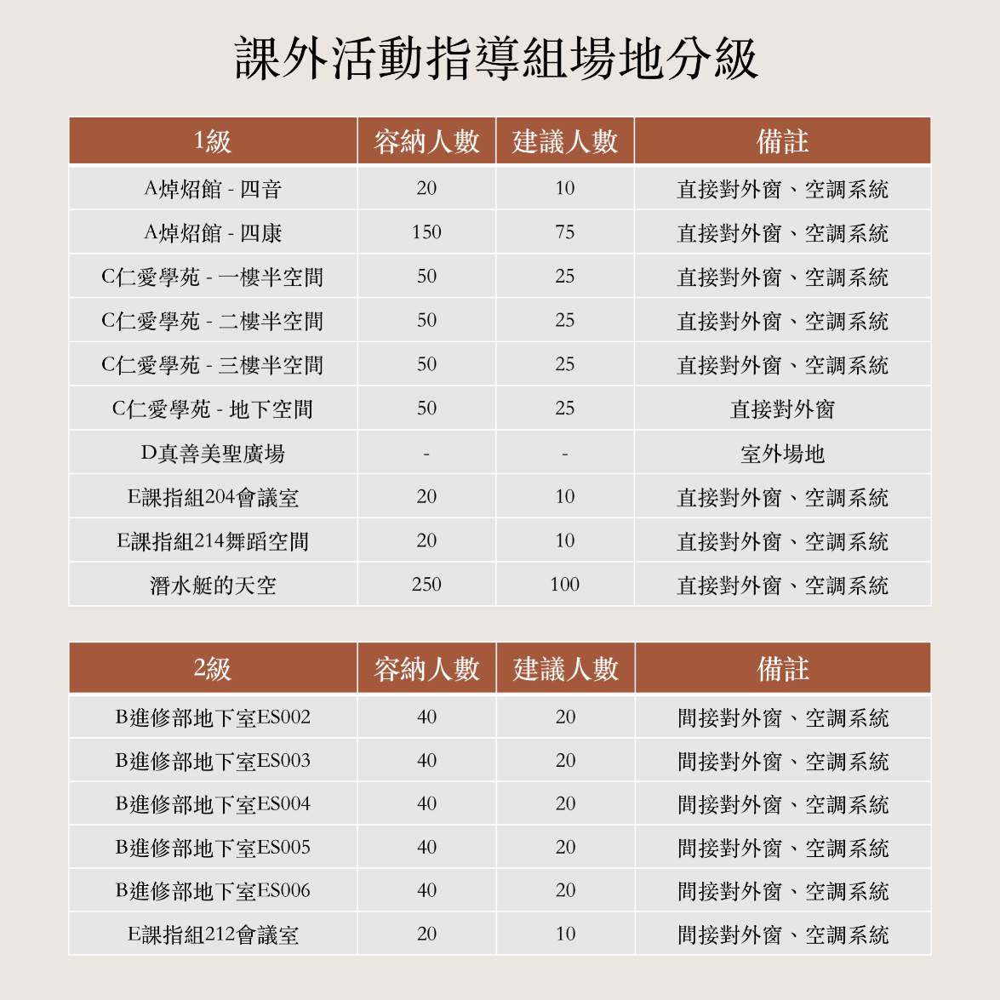 課外活動指導組場地分級
1級 容納人數 建議人數 備註
A焯炤館 - 四音 20 10 直接對外窗、空調系統
A焯炤館 - 四康 150 75 直接對外窗、空調系統
C仁愛學苑 - 一樓半空間 50 25 直接對外窗、空調系統
C仁愛學苑 - 二樓半空間 50 25 直接對外窗、空調系統
C仁愛學苑 - 三樓半空間 50 25 直接對外窗、空調系統
C仁愛學苑 - 地下空間 50 25 直接對外窗
D真善美聖廣場 - - 室外場地
E課指組204會議室 20 10 直接對外窗、空調系統
E課指組214舞蹈空間 20 10 直接對外窗、空調系統
潛水艇的天空 250 100 直接對外窗、空調系統
2級 容納人數 建議人數 備註
B進修部地下室ES002 40 20 間接對外窗、空調系統
B進修部地下室ES003 40 20 間接對外窗、空調系統
B進修部地下室ES004 40 20 間接對外窗、空調系統
B進修部地下室ES005 40 20 間接對外窗、空調系統
B進修部地下室ES006 40 20 間接對外窗、空調系統
E課指組212會議室 20 10 間接對外窗、空調系統